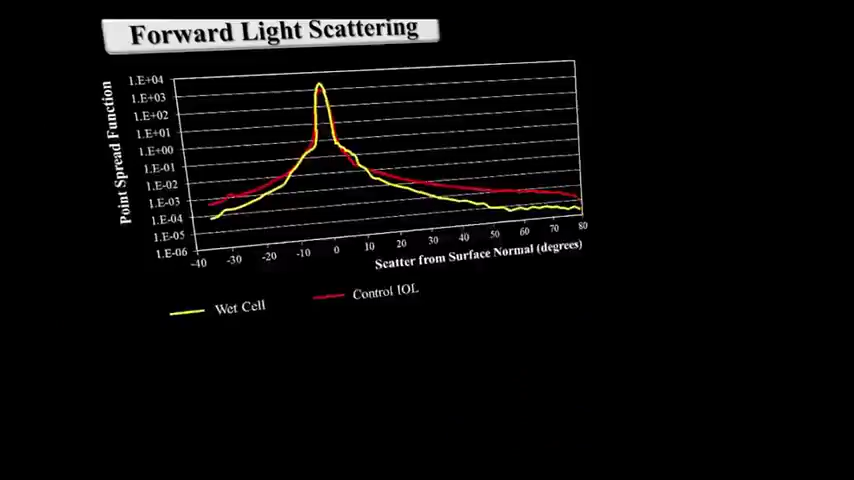 Forward Light Scattering
Point Spread Function
1.E+04
1.E+03
1.E+02
1.E+01
1.E+00
1.E-01
1.E-02
1.E-03
1.E-04
1.E-05
1.E-06
-40 -30 -20 -10 0 10 20 30 40 50 60 70 80
Scatter from Surface Normal (degrees)
Wet Cell Control IOL